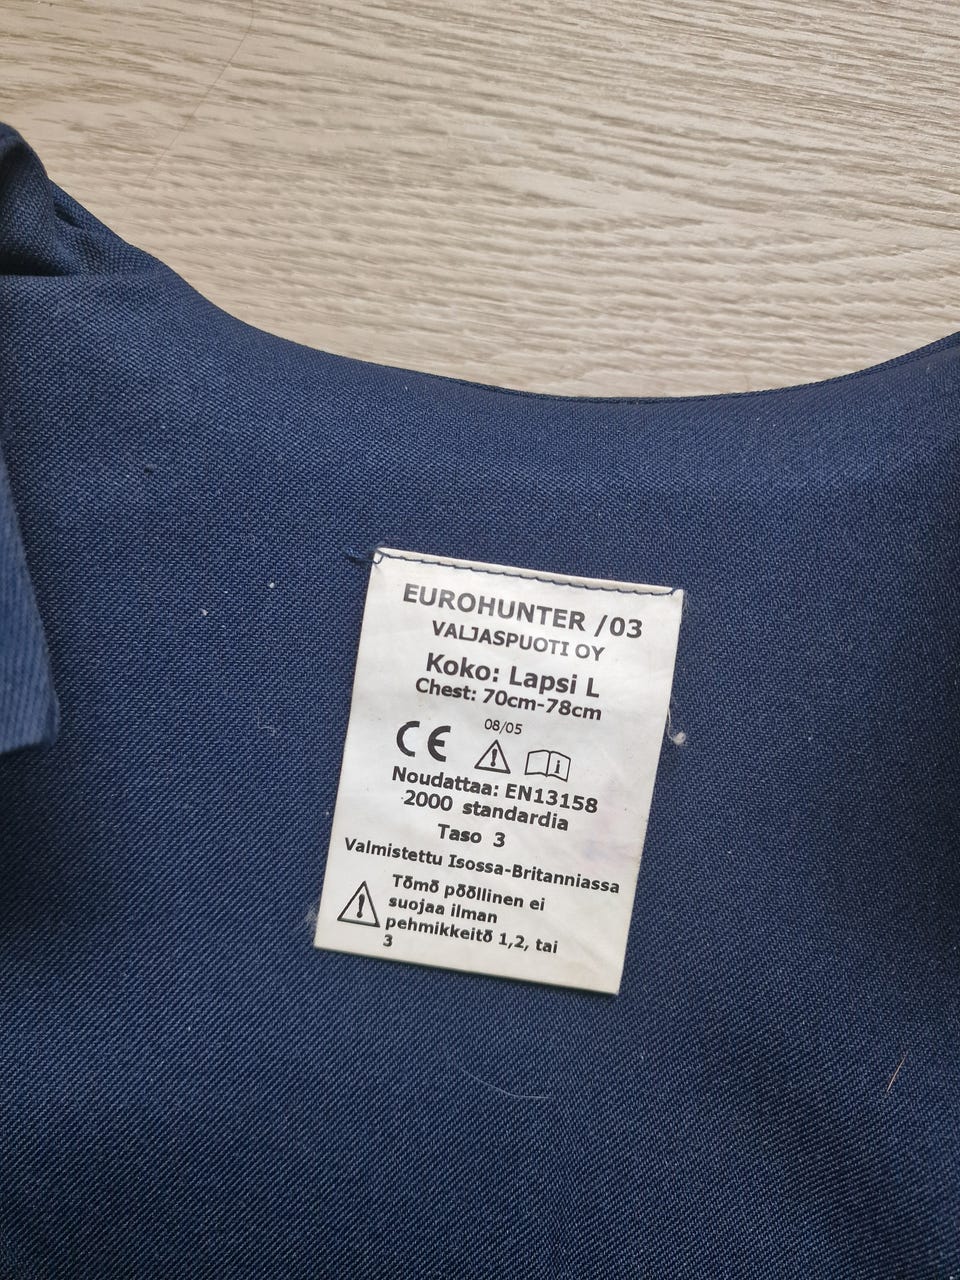 EUROHUNTER /03
VALJASPUOTI OY
Koko: Lapsi L
Chest: 70cm-78cm
08/05
CE
Noudattaa: EN13158
2000 standardia
Taso 3
Valmistettu Isossa-Britanniassa
Tõmõ põõllinen ei
suojaa ilman
pehmikkeitõ 1,2, tai
3